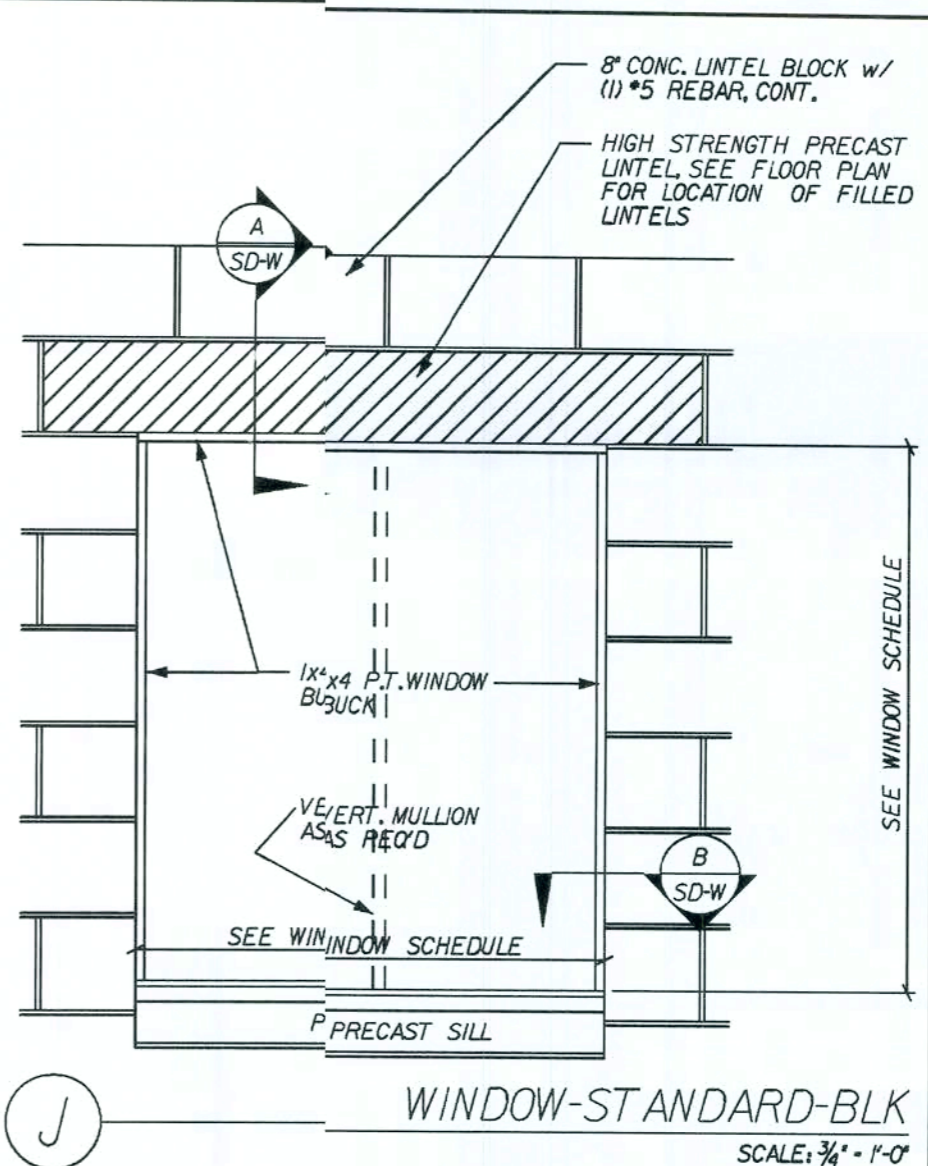 8" CONC. LINTEL BLOCK w/
(1) #5 REBAR, CONT.
HIGH STRENGTH PRECAST
LINTEL, SEE FLOOR PLAN
FOR LOCATION OF FILLED
LINTELS
A
SD-W
SEE WINDOW SCHEDULE
1x4 P.T. WINDOW
BUCK
VERT. MULLION
AS REQ'D
B
SD-W
SEE WINDOW SCHEDULE
PRECAST SILL
J
WINDOW-STANDARD-BLK
SCALE: 3/4" = 1'-0"